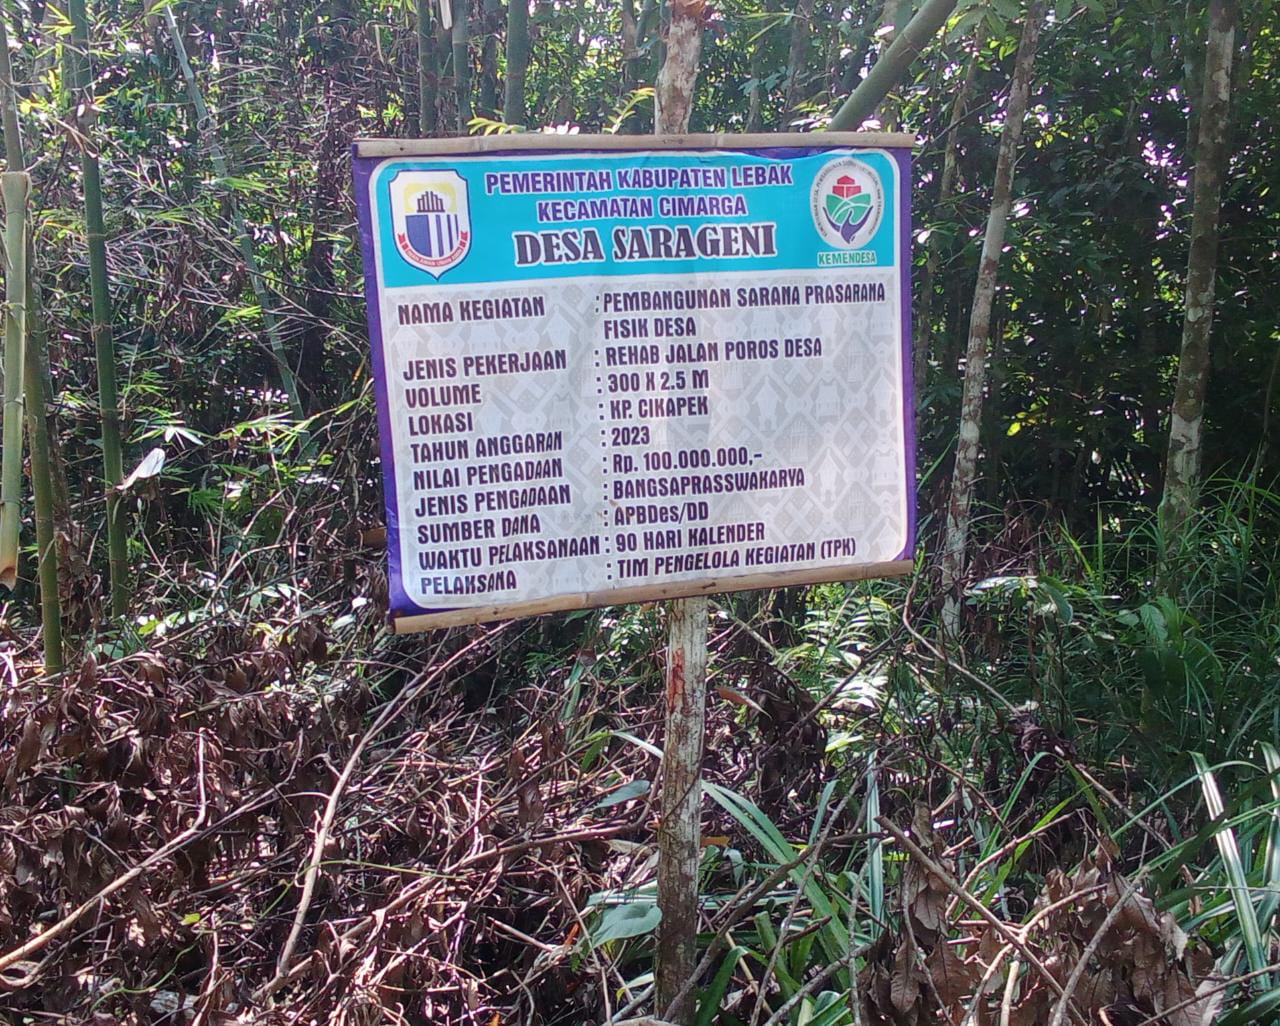 PEMERINTAH KABUPATEN LEBAK
KECAMATAN CIMARGA
DESA SARAGENI
KEMENDESA
NAMA KEGIATAN : PEMBANGUNAN SARANA PRASARANA
FISIK DESA
JENIS PEKERJAAN : REHAB JALAN POROS DESA
VOLUME : 300 X 2.5 M
LOKASI : KP. CIKAPEK
TAHUN ANGGARAN : 2023
NILAI PENGADAAN : Rp. 100.000.000,-
JENIS PENGADAAN : BANGSAPRASSWAKARYA
SUMBER DANA : APBDes/DD
WAKTU PELAKSANAAN : 90 HARI KALENDER
PELAKSANA : TIM PENGELOLA KEGIATAN (TPK)